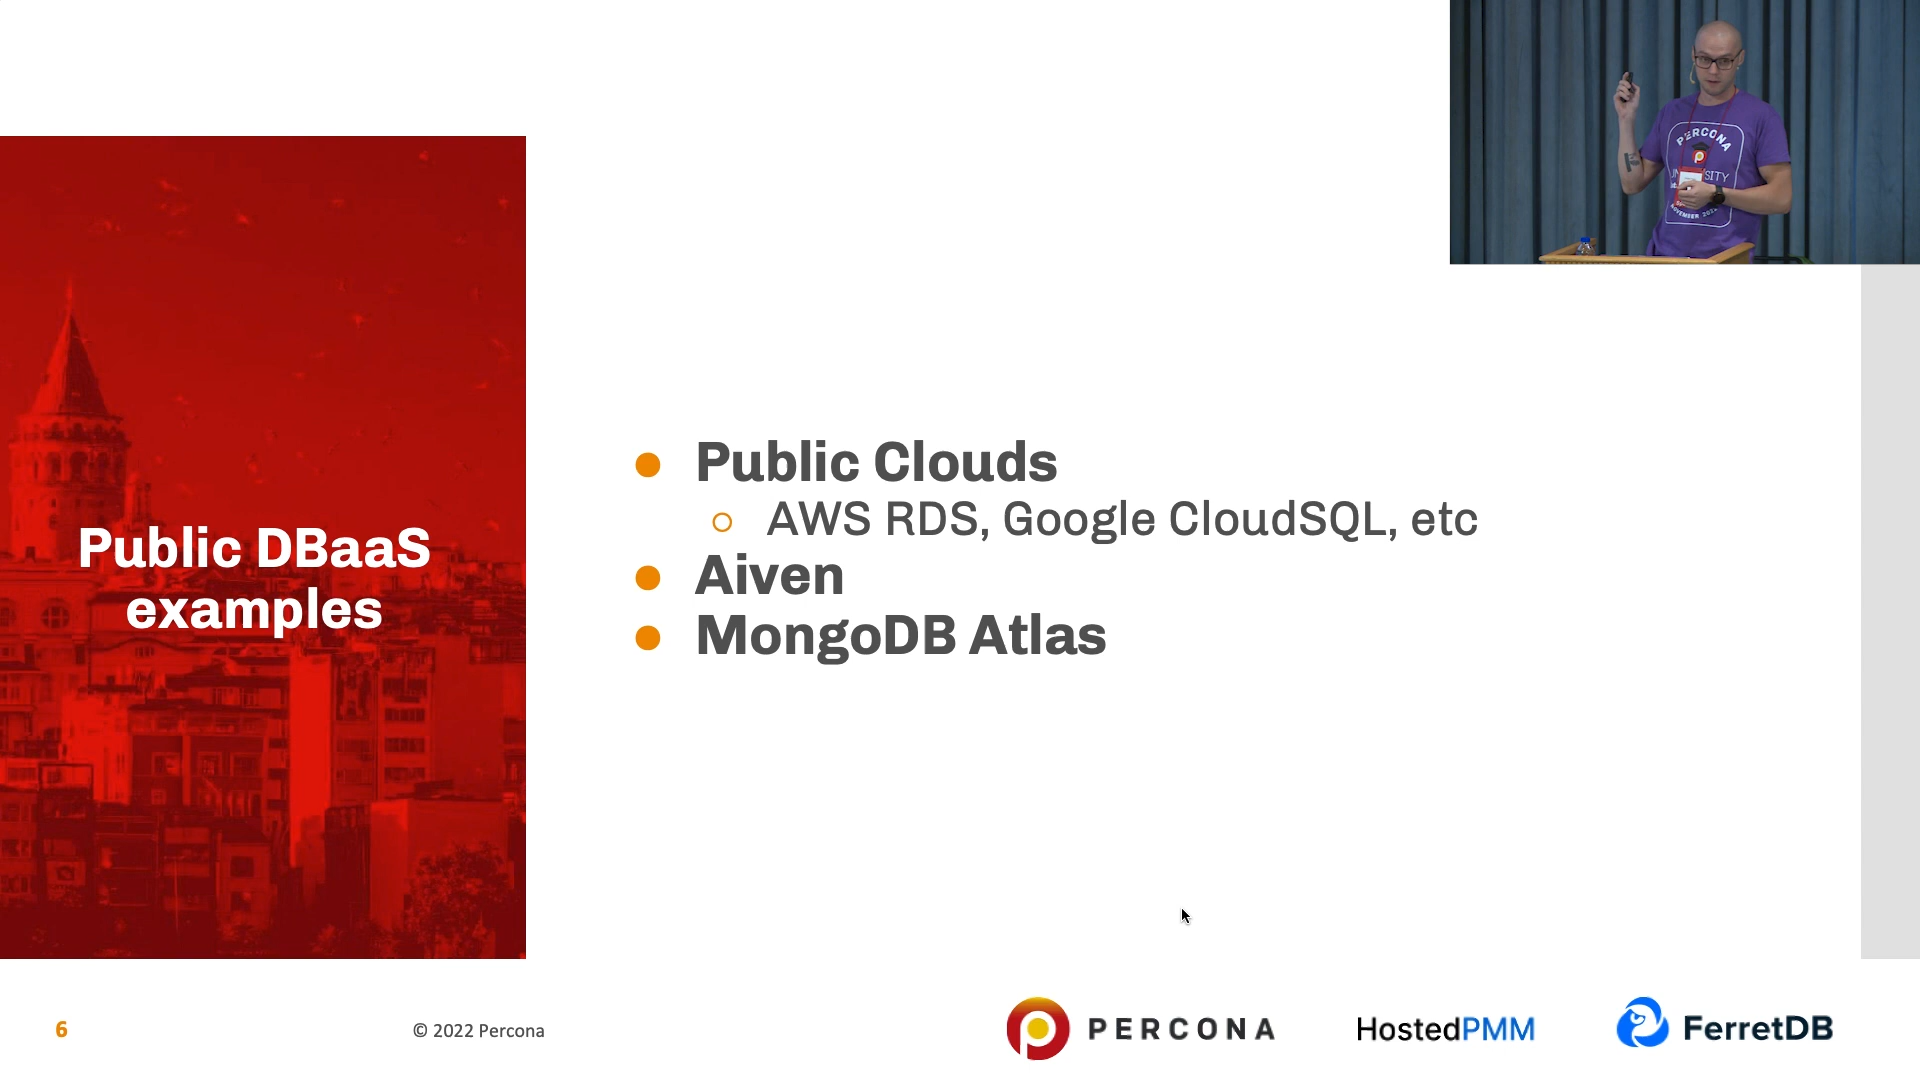 PERCONA
Public DBaaS
examples
Public Clouds
AWS RDS, Google CloudSQL, etc
Aiven
MongoDB Atlas
6
© 2022 Percona
PERCONA
HostedPMM
FerretDB